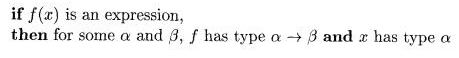 if f(x) is an expression,
then for some α and β, f has type α → β and x has type α